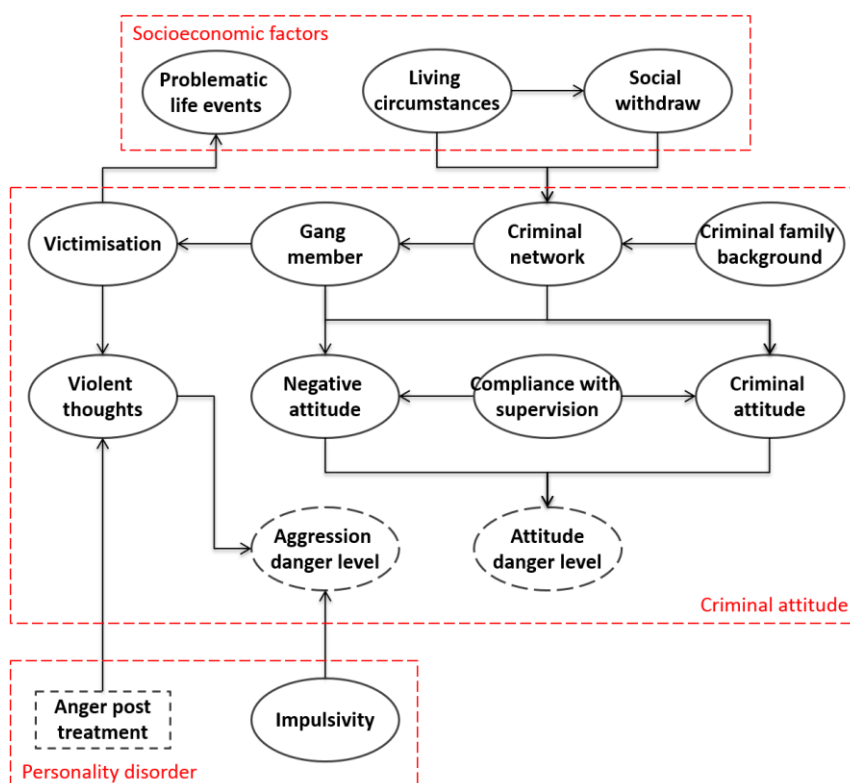 Socioeconomic factors
Problematic
life events
Living
circumstances
Social
withdraw
Victimisation
Gang
member
Criminal
network
Criminal family
background
Violent
thoughts
Negative
attitude
Compliance with
supervision
Criminal
attitude
Aggression
danger level
Attitude
danger level
Criminal attitude
Anger post
treatment
Impulsivity
Personality disorder